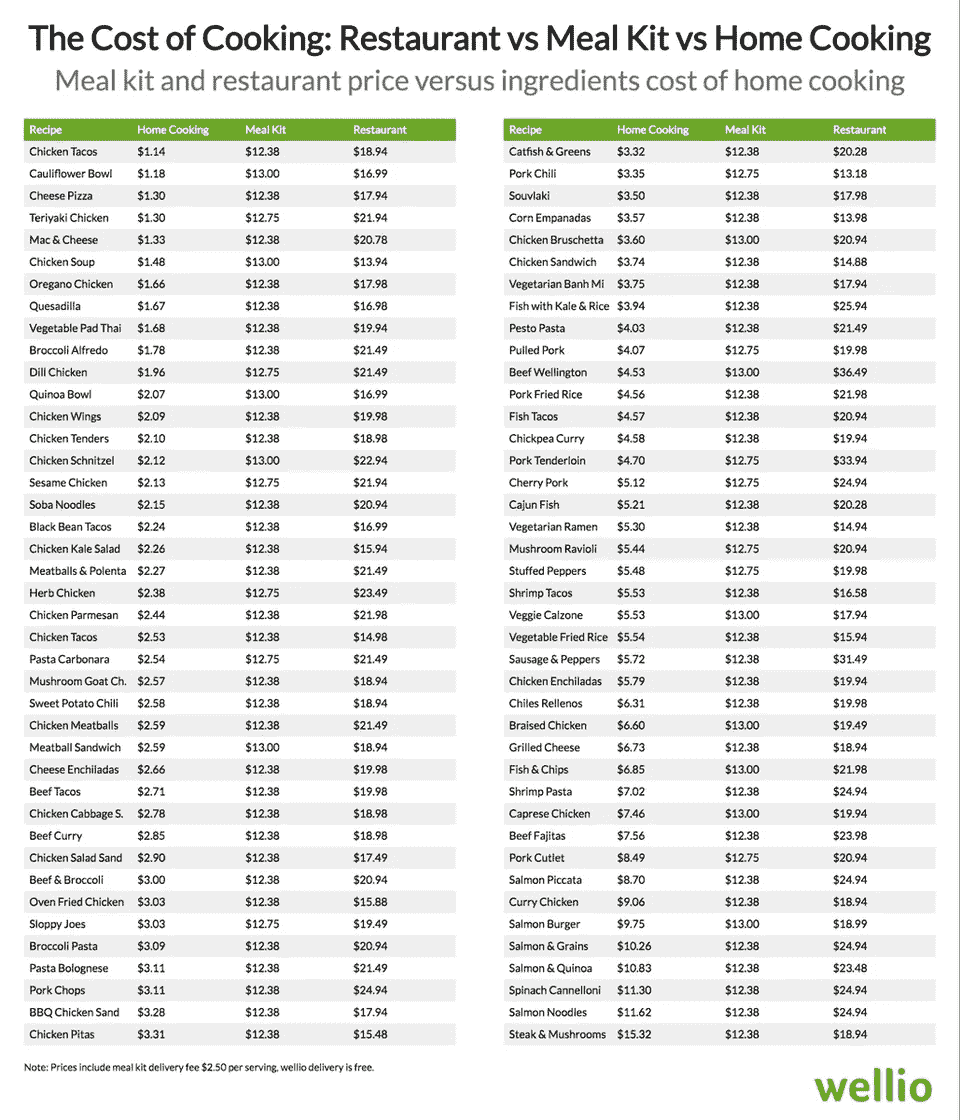 The Cost of Cooking: Restaurant vs Meal Kit vs Home Cooking
Meal kit and restaurant price versus ingredients cost of home cooking
Recipe Home Cooking Meal Kit Restaurant
Chicken Tacos $1.14 $12.38 $18.94
Cauliflower Bowl $1.18 $13.00 $16.99
Cheese Pizza $1.30 $12.38 $17.94
Teriyaki Chicken $1.30 $12.75 $21.94
Mac & Cheese $1.33 $12.38 $20.78
Chicken Soup $1.48 $13.00 $13.94
Oregano Chicken $1.66 $12.38 $17.98
Quesadilla $1.67 $12.38 $16.98
Vegetable Pad Thai $1.68 $12.38 $19.94
Broccoli Alfredo $1.78 $12.38 $21.49
Dill Chicken $1.96 $12.75 $21.49
Quinoa Bowl $2.07 $13.00 $16.99
Chicken Wings $2.09 $12.38 $19.98
Chicken Tenders $2.10 $12.38 $18.98
Chicken Schnitzel $2.12 $13.00 $22.94
Sesame Chicken $2.13 $12.75 $21.94
Soba Noodles $2.15 $12.38 $20.94
Black Bean Tacos $2.24 $12.38 $16.99
Chicken Kale Salad $2.26 $12.38 $15.94
Meatballs & Polenta $2.27 $12.38 $21.49
Herb Chicken $2.38 $12.75 $23.49
Chicken Parmesan $2.44 $12.38 $21.98
Chicken Tacos $2.53 $12.38 $14.98
Pasta Carbonara $2.54 $12.75 $21.49
Mushroom Goat Ch. $2.57 $12.38 $18.94
Sweet Potato Chili $2.58 $12.38 $18.94
Chicken Meatballs $2.59 $12.38 $21.49
Meatball Sandwich $2.59 $13.00 $18.94
Cheese Enchiladas $2.66 $12.38 $19.98
Beef Tacos $2.71 $12.38 $19.98
Chicken Cabbage S. $2.78 $12.38 $18.98
Beef Curry $2.85 $12.38 $18.98
Chicken Salad Sand $2.90 $12.38 $17.49
Beef & Broccoli $3.00 $12.38 $20.94
Oven Fried Chicken $3.03 $12.38 $15.88
Sloppy Joes $3.03 $12.75 $19.49
Broccoli Pasta $3.09 $12.38 $20.94
Pasta Bolognese $3.11 $12.38 $21.49
Pork Chops $3.11 $12.38 $24.94
BBQ Chicken Sand $3.28 $12.38 $17.94
Chicken Pitas $3.31 $12.38 $15.48
Recipe Home Cooking Meal Kit Restaurant
Catfish & Greens $3.32 $12.38 $20.28
Pork Chili $3.35 $12.75 $13.18
Souvlaki $3.50 $12.38 $17.98
Corn Empanadas $3.57 $12.38 $13.98
Chicken Bruschetta $3.60 $13.00 $20.94
Chicken Sandwich $3.74 $12.38 $14.88
Vegetarian Banh Mi $3.75 $12.38 $17.94
Fish with Kale & Rice $3.94 $12.38 $25.94
Pesto Pasta $4.03 $12.38 $21.49
Pulled Pork $4.07 $12.75 $19.98
Beef Wellington $4.53 $13.00 $36.49
Pork Fried Rice $4.56 $12.38 $21.98
Fish Tacos $4.57 $12.38 $20.94
Chickpea Curry $4.58 $12.38 $19.94
Pork Tenderloin $4.70 $12.75 $33.94
Cherry Pork $5.12 $12.75 $24.94
Cajun Fish $5.21 $12.38 $20.28
Vegetarian Ramen $5.30 $12.38 $14.94
Mushroom Ravioli $5.44 $12.75 $20.94
Stuffed Peppers $5.48 $12.75 $19.98
Shrimp Tacos $5.53 $12.38 $16.58
Veggie Calzone $5.53 $13.00 $17.94
Vegetable Fried Rice $5.54 $12.38 $15.94
Sausage & Peppers $5.72 $12.38 $31.49
Chicken Enchiladas $5.79 $12.38 $19.94
Chiles Rellenos $6.31 $12.38 $19.98
Braised Chicken $6.60 $13.00 $19.49
Grilled Cheese $6.73 $12.38 $18.94
Fish & Chips $6.85 $13.00 $21.98
Shrimp Pasta $7.02 $12.38 $24.94
Caprese Chicken $7.46 $13.00 $19.94
Beef Fajitas $7.56 $12.38 $23.98
Pork Cutlet $8.49 $12.75 $20.94
Salmon Piccata $8.70 $12.38 $24.94
Curry Chicken $9.06 $12.38 $18.94
Salmon Burger $9.75 $13.00 $18.99
Salmon & Grains $10.26 $12.38 $24.94
Salmon & Quinoa $10.83 $12.38 $23.48
Spinach Cannelloni $11.30 $12.38 $24.94
Salmon Noodles $11.62 $12.38 $24.94
Steak & Mushrooms $15.32 $12.38 $18.94
Note: Prices include meal kit delivery fee $2.50 per serving, wellio delivery is free.
wellio